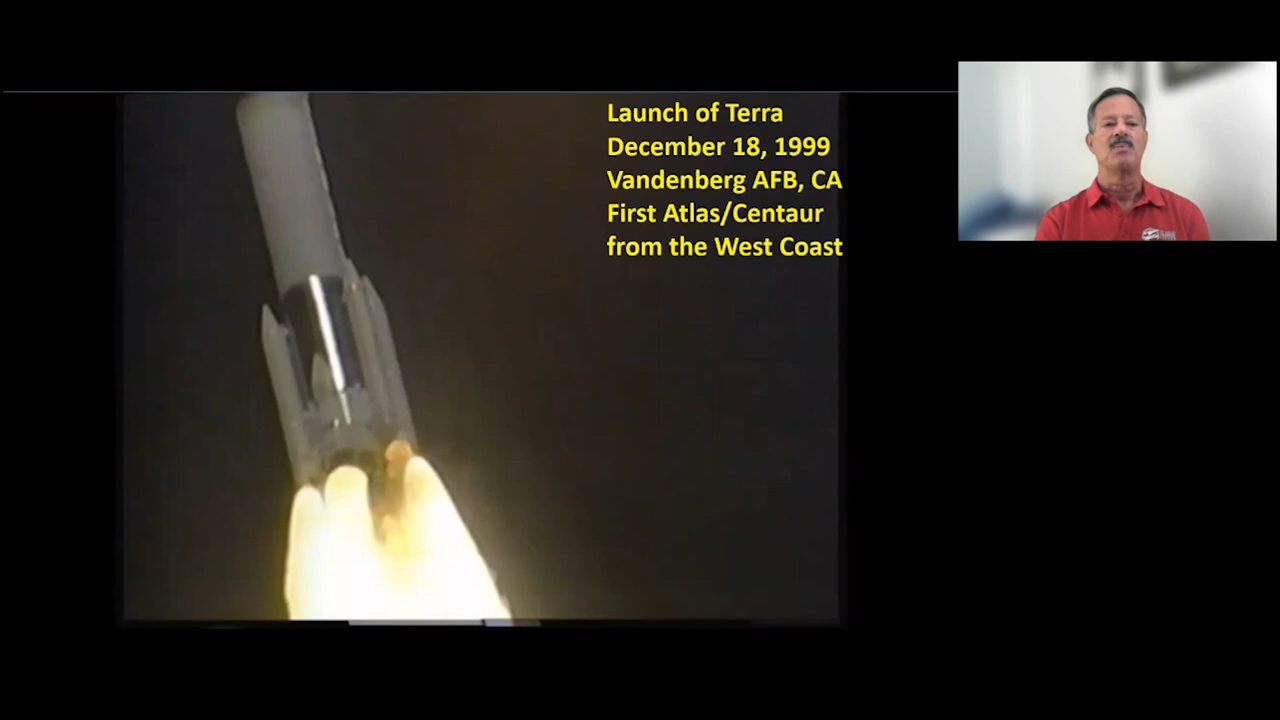 Launch of Terra
December 18, 1999
Vandenberg AFB, CA
First Atlas/Centaur
from the West Coast